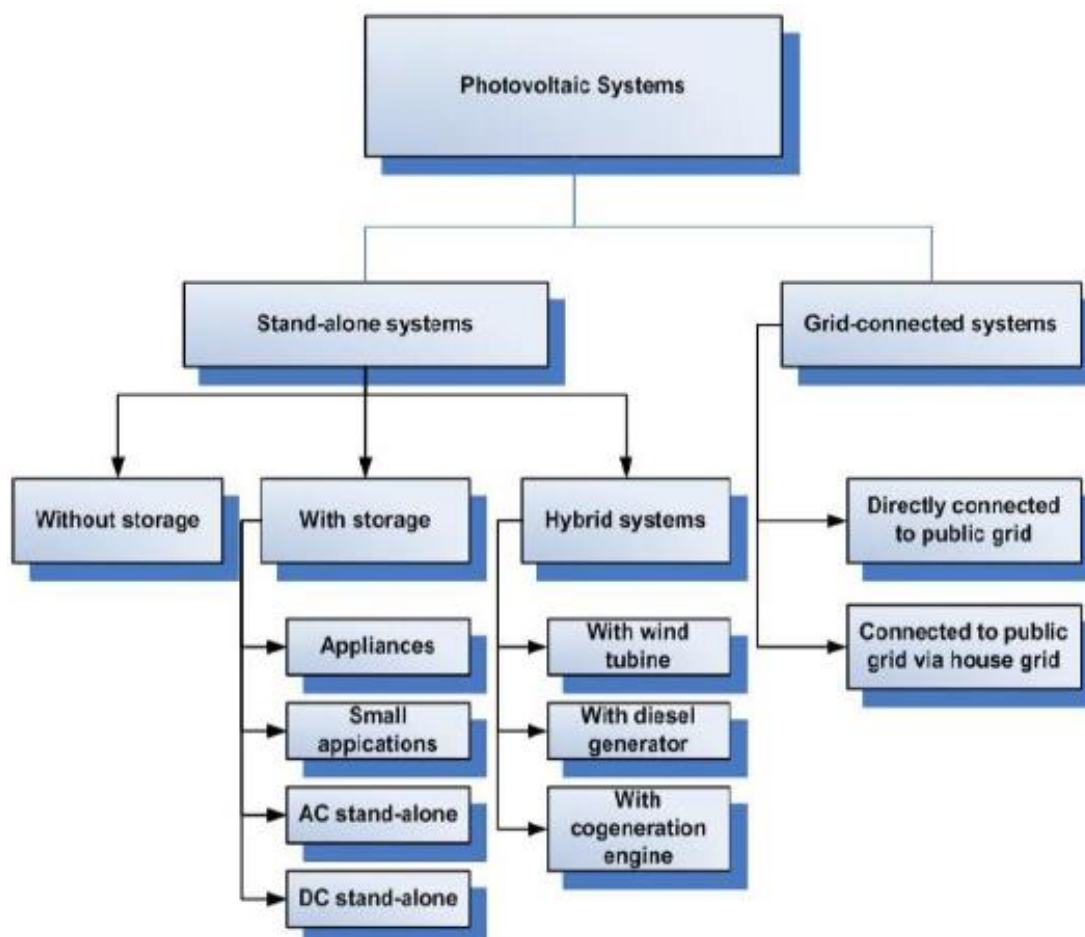 Photovoltaic Systems
Stand-alone systems
Grid-connected systems
Without storage
With storage
Hybrid systems
Directly connected
to public grid
Appliances
With wind
tubine
Connected to public
grid via house grid
Small
appications
With diesel
generator
AC stand-alone
With
cogeneration
engine
DC stand-alone